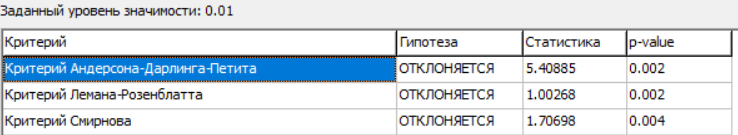 Заданный уровень значимости: 0.01
Критерий Гипотеза Статистика p-value
Критерий Андерсона-Дарлинга-Петита ОТКЛОНЯЕТСЯ 5.40885 0.002
Критерий Лемана-Розенблатта ОТКЛОНЯЕТСЯ 1.00268 0.002
Критерий Смирнова ОТКЛОНЯЕТСЯ 1.70698 0.004